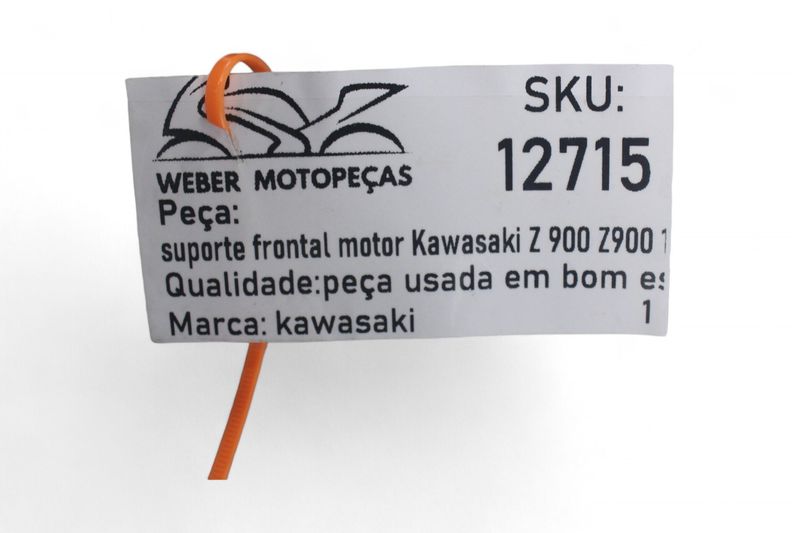 SKU:
12715
WEBER MOTOPEÇAS
Peça:
suporte frontal motor Kawasaki Z 900 Z900
Qualidade:peça usada em bom
Marca: kawasaki
1